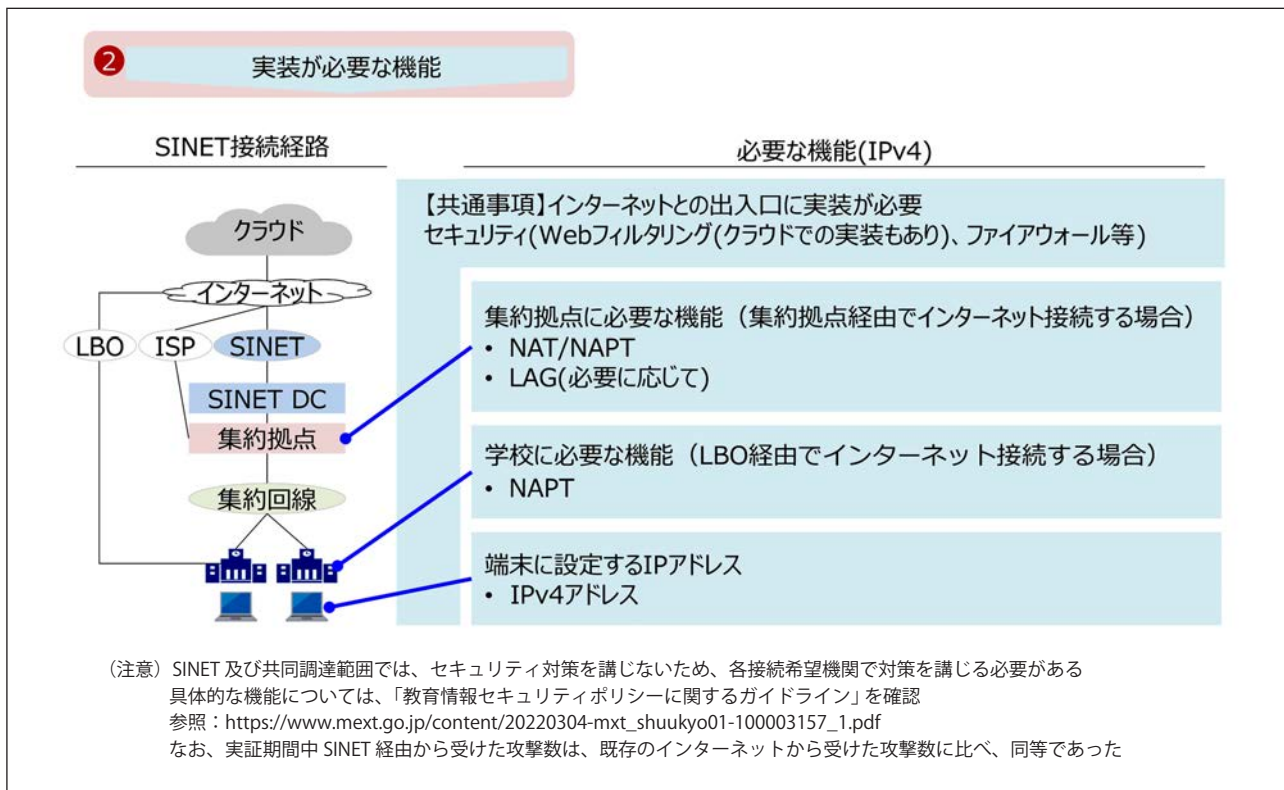 2 実装が必要な機能
SINET接続経路
必要な機能(IPv4)
クラウド
インターネット
LBO ISP SINET
SINET DC
集約拠点
集約回線
【共通事項】インターネットとの出入口に実装が必要
セキュリティ(Webフィルタリング(クラウドでの実装もあり)、ファイアウォール等)
集約拠点に必要な機能（集約拠点経由でインターネット接続する場合）
• NAT/NAPT
• LAG(必要に応じて)
学校に必要な機能（LBO経由でインターネット接続する場合）
• NAPT
端末に設定するIPアドレス
• IPv4アドレス
（注意）SINET 及び共同調達範囲では、セキュリティ対策を講じないため、各接続希望機関で対策を講じる必要がある
具体的な機能については、「教育情報セキュリティポリシーに関するガイドライン」を確認
参照：https://www.mext.go.jp/content/20220304-mxt_shuukyo01-100003157_1.pdf
なお、実証期間中 SINET 経由から受けた攻撃数は、既存のインターネットから受けた攻撃数に比べ、同等であった